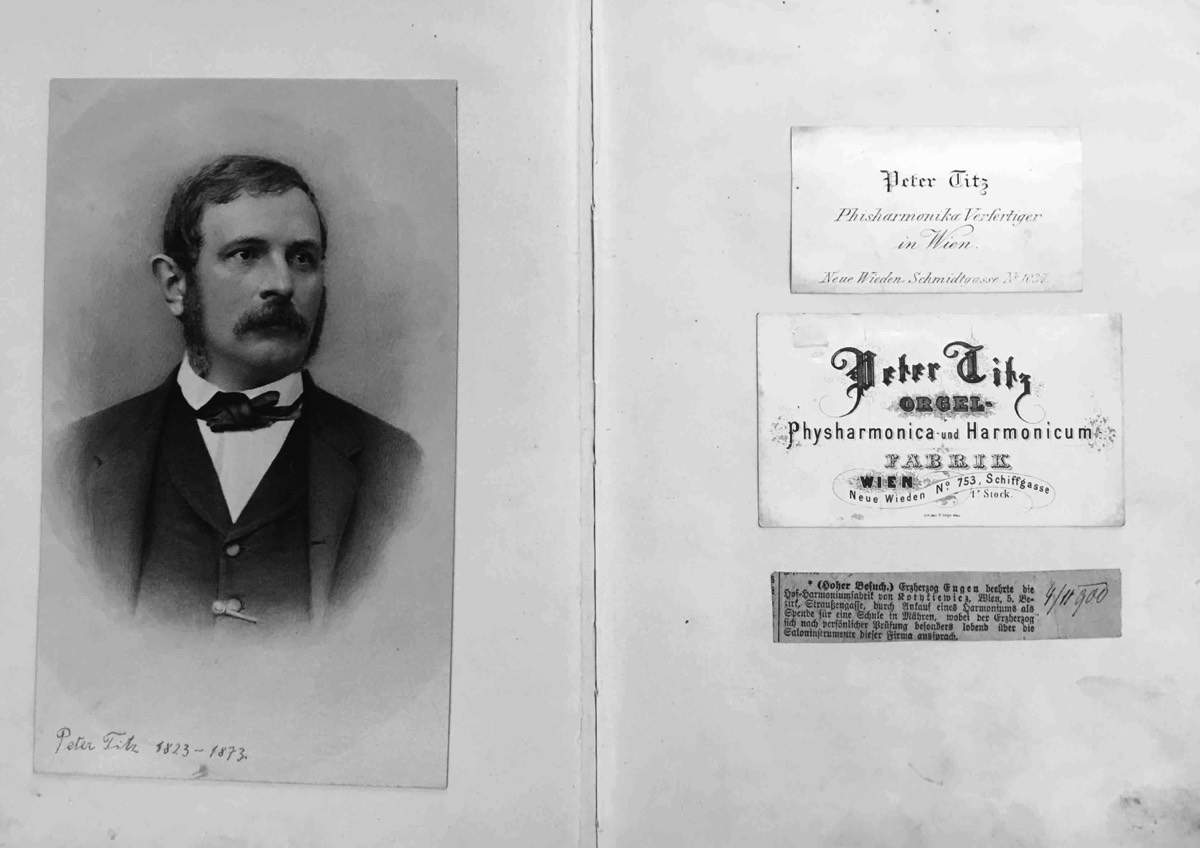 Peter Titz 1823-1873.
Peter Titz
Phisharmonika Verfertiger
in Wien.
Neue Wieden, Schmidtgasse No
Peter Titz
ORGEL-
Physharmonica-und Harmonicum
FABRIK
WIEN
Neue Wieden No 753, Schiffgasse
1r Stock.
* (Hoher Besuch.) Erzherzog Eugen beehrte die
Hof-Harmoniumfabrik von Kotykiewicz, Wien, 5. Be-
zirk, Straußengasse, durch Ankauf eines Harmoniums als
Spende für eine Schule in Mähren, wobei der Erzherzog
sich nach persönlicher Prüfung besonders lobend über die
Saloninstrumente dieser Firma aussprach.